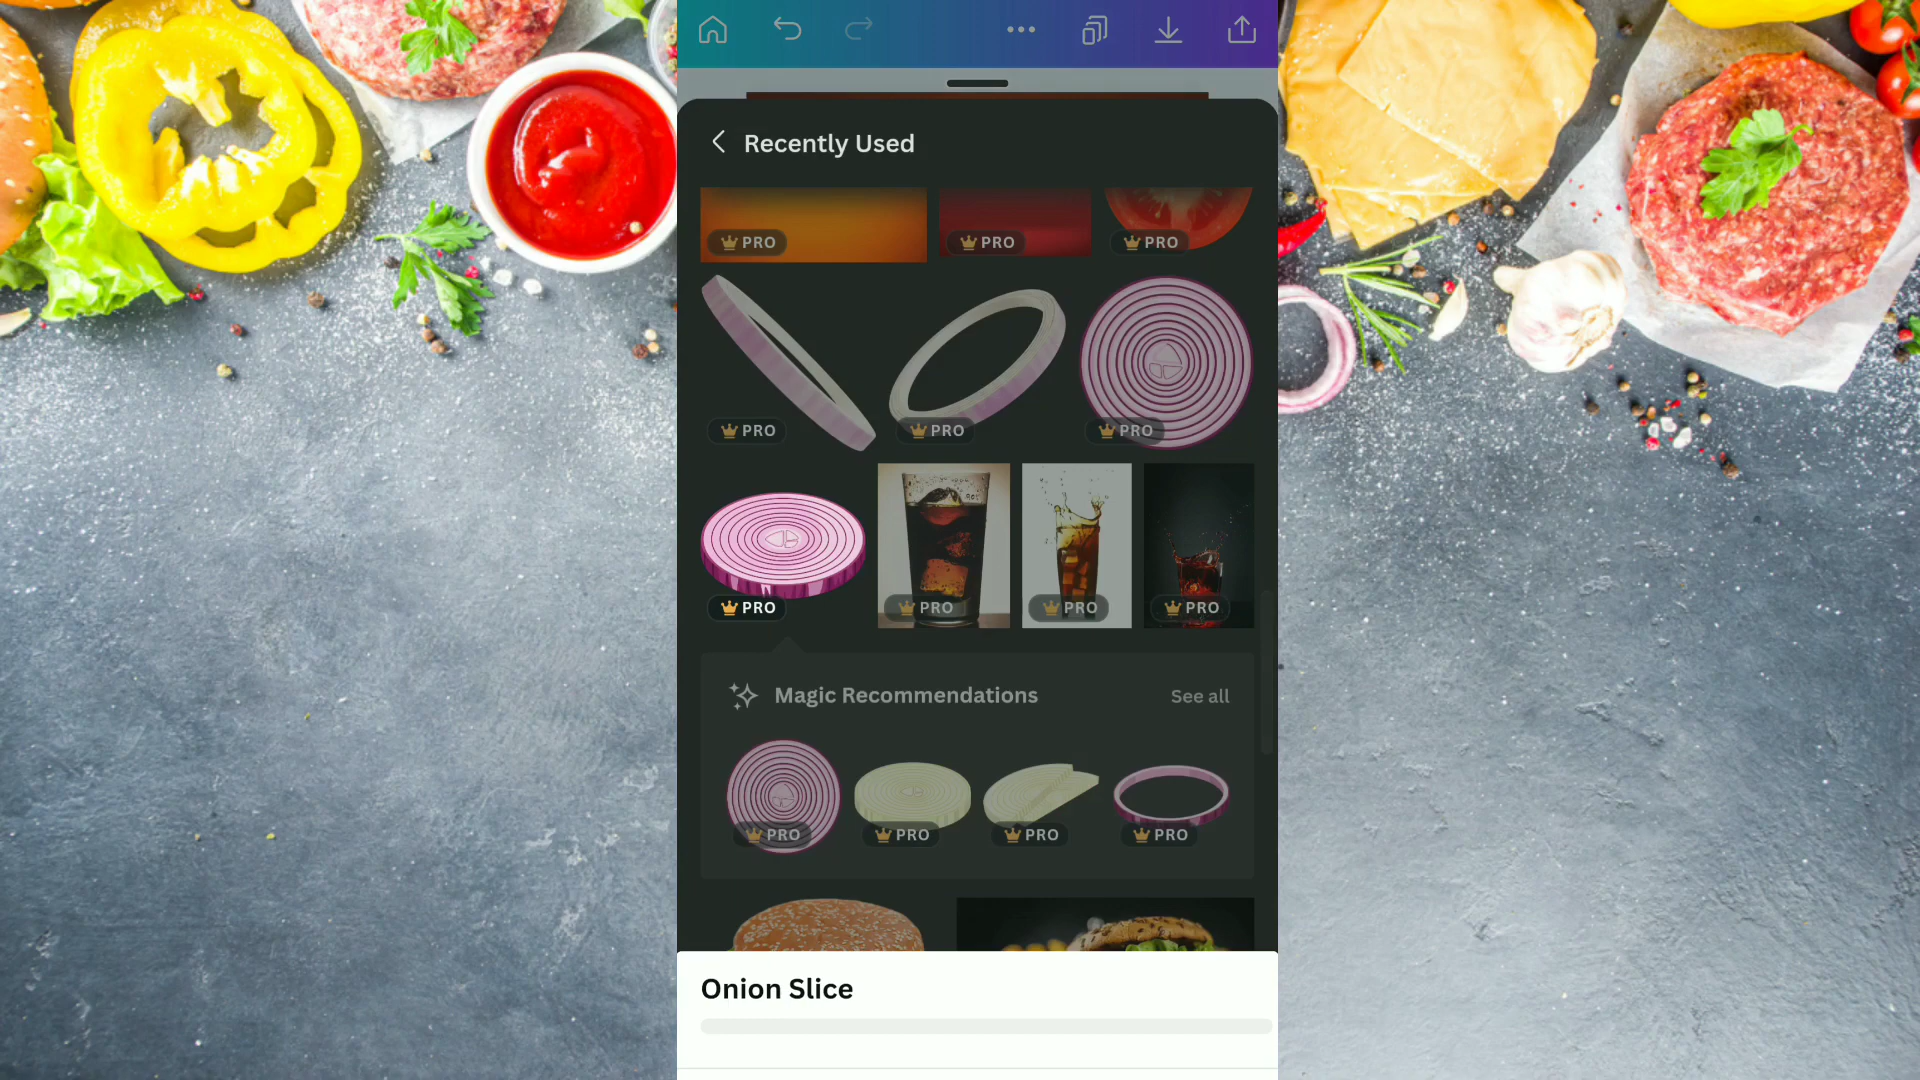 Recently Used
PRO PRO PRO
PRO PRO PRO
PRO PRO PRO PRO
Magic Recommendations See all
PRO PRO PRO PRO
Onion Slice